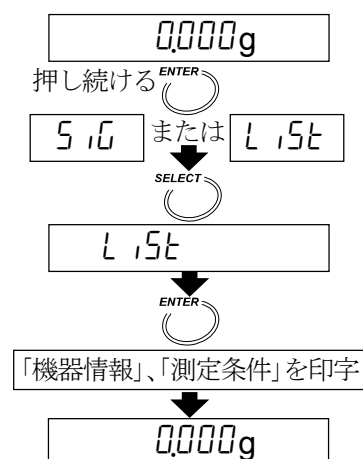 0.000g
押し続ける ENTER
SiG または LiSt
SELECT
LiSt
ENTER
「機器情報」、「測定条件」を印字
0.000g